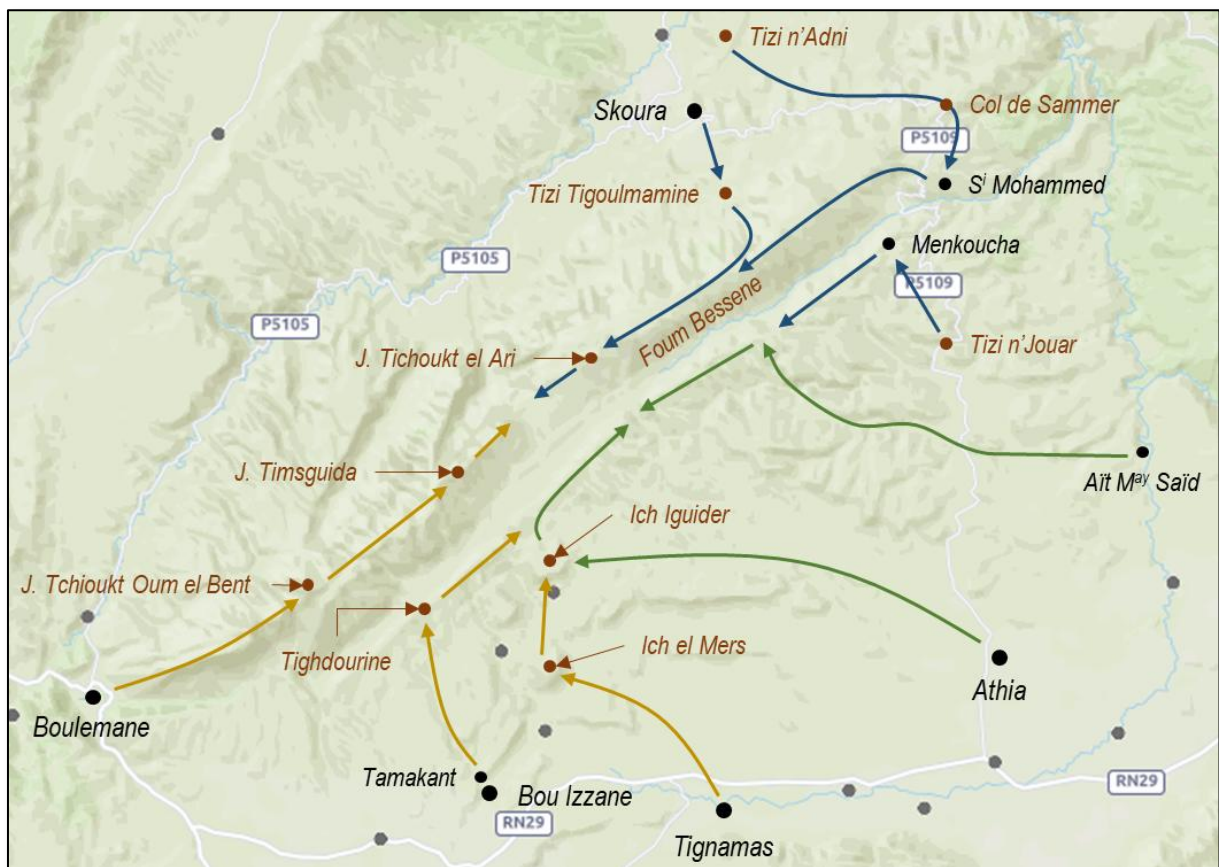 Tizi n'Adni
Skoura
Col de Sammer
P5109
Tizi Tigoulmamine
Sⁱ Mohammed
Menkoucha
P5105
P5109
P5105
Foum Bessene
J. Tichoukt el Ari
Tizi n'Jouar
J. Timsguida
Aït Mᵃʸ Saïd
Ich Iguider
J. Tchioukt Oum el Bent
Tighdourine
Ich el Mers
Athia
Boulemane
Tamakant
Bou Izzane
RN29
RN29
Tignamas